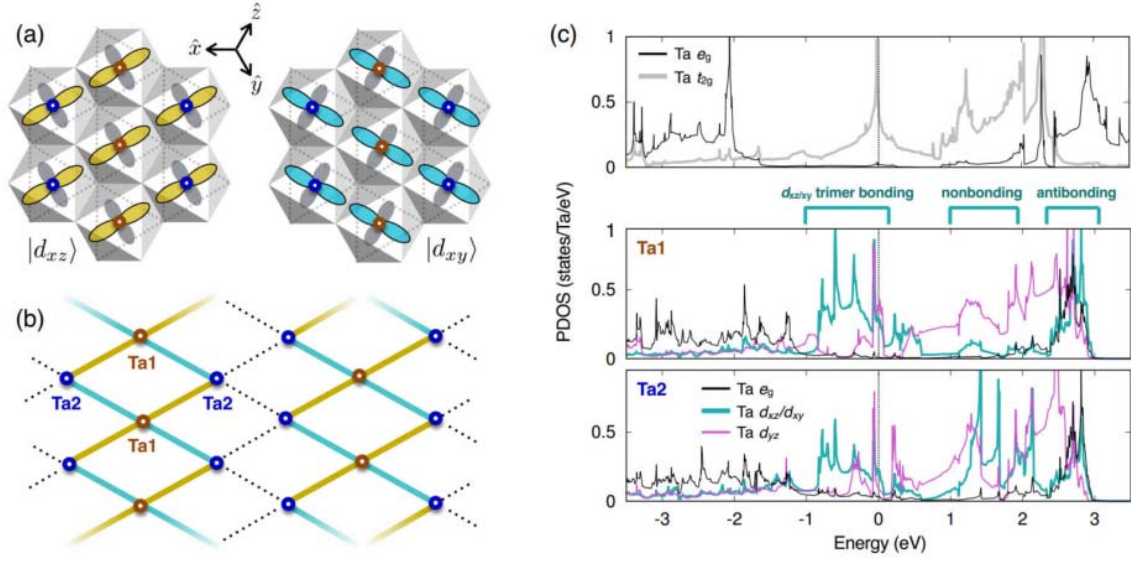 (a)
x̂
ẑ
ŷ
|d_xz⟩
|d_xy⟩
(b)
Ta1
Ta2
Ta2
Ta1
(c)
1
0.5
0
Ta e_g
Ta t_2g
d_xz/xy trimer bonding
nonbonding
antibonding
PDOS (states/Ta/eV)
1
0.5
0
Ta1
0.5
0
Ta2
Ta e_g
Ta d_xz/d_xy
Ta d_yz
-3
-2
-1
0
1
2
3
Energy (eV)